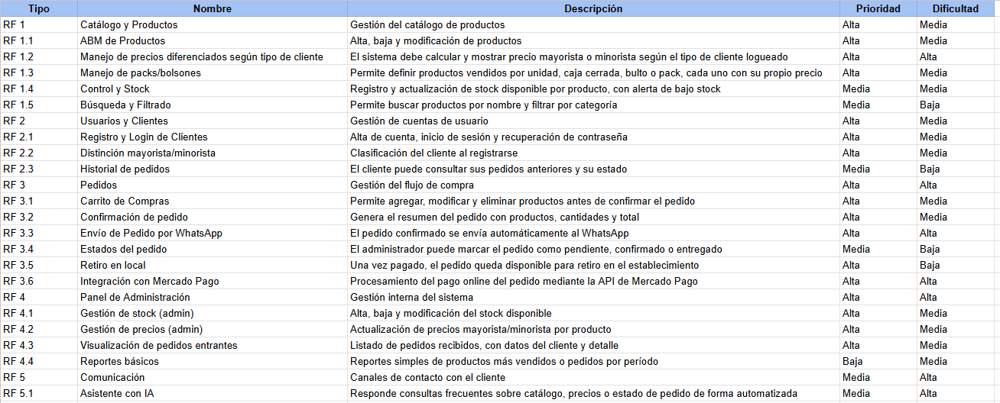 Tipo Nombre Descripción Prioridad Dificultad
RF 1 Catálogo y Productos Gestión del catálogo de productos Alta Media
RF 1.1 ABM de Productos Alta, baja y modificación de productos Alta Media
RF 1.2 Manejo de precios diferenciados según tipo de cliente El sistema debe calcular y mostrar precio mayorista o minorista según el tipo de cliente logueado Alta Alta
RF 1.3 Manejo de packs/bolsones Permite definir productos vendidos por unidad, caja cerrada, bulto o pack, cada uno con su propio precio Alta Media
RF 1.4 Control y Stock Registro y actualización de stock disponible por producto, con alerta de bajo stock Media Media
RF 1.5 Búsqueda y Filtrado Permite buscar productos por nombre y filtrar por categoría Media Baja
RF 2 Usuarios y Clientes Gestión de cuentas de usuario Alta Media
RF 2.1 Registro y Login de Clientes Alta de cuenta, inicio de sesión y recuperación de contraseña Alta Media
RF 2.2 Distinción mayorista/minorista Clasificación del cliente al registrarse Alta Media
RF 2.3 Historial de pedidos El cliente puede consultar sus pedidos anteriores y su estado Media Baja
RF 3 Pedidos Gestión del flujo de compra Alta Alta
RF 3.1 Carrito de Compras Permite agregar, modificar y eliminar productos antes de confirmar el pedido Alta Media
RF 3.2 Confirmación de pedido Genera el resumen del pedido con productos, cantidades y total Alta Media
RF 3.3 Envío de Pedido por WhatsApp El pedido confirmado se envía automáticamente al WhatsApp Alta Alta
RF 3.4 Estados del pedido El administrador puede marcar el pedido como pendiente, confirmado o entregado Media Baja
RF 3.5 Retiro en local Una vez pagado, el pedido queda disponible para retiro en el establecimiento Alta Baja
RF 3.6 Integración con Mercado Pago Procesamiento del pago online del pedido mediante la API de Mercado Pago Alta Alta
RF 4 Panel de Administración Gestión interna del sistema Alta Alta
RF 4.1 Gestión de stock (admin) Alta, baja y modificación del stock disponible Alta Media
RF 4.2 Gestión de precios (admin) Actualización de precios mayorista/minorista por producto Alta Media
RF 4.3 Visualización de pedidos entrantes Listado de pedidos recibidos, con datos del cliente y detalle Alta Media
RF 4.4 Reportes básicos Reportes simples de productos más vendidos o pedidos por período Baja Media
RF 5 Comunicación Canales de contacto con el cliente Media Alta
RF 5.1 Asistente con IA Responde consultas frecuentes sobre catálogo, precios o estado de pedido de forma automatizada Media Alta